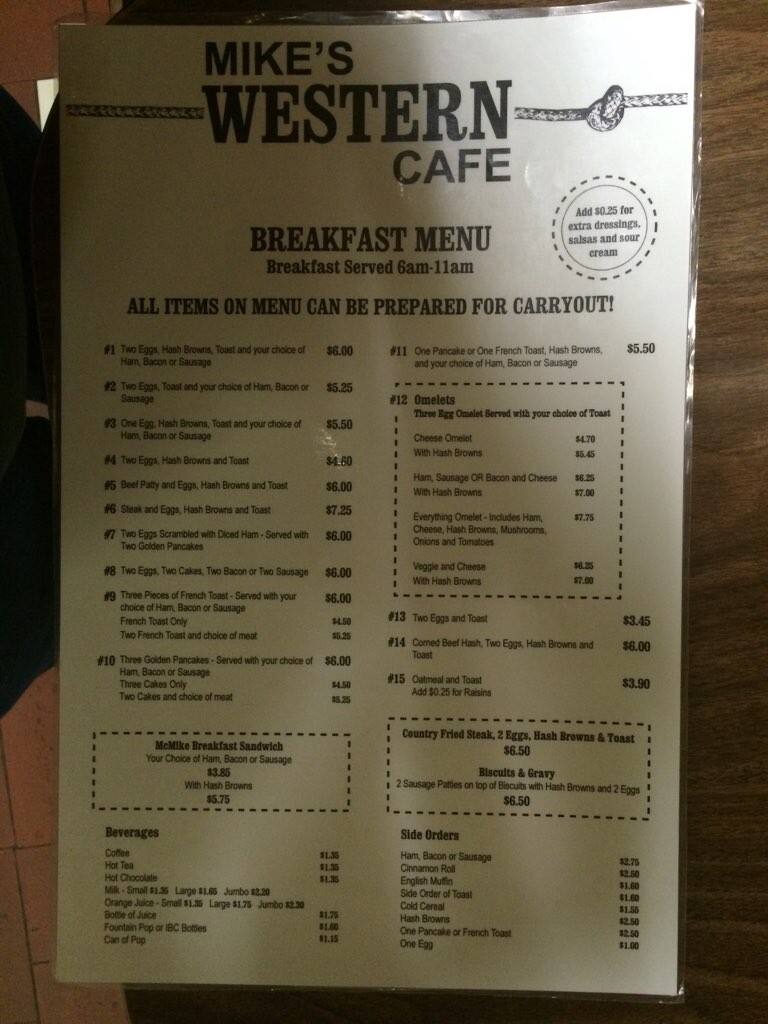 MIKE'S
WESTERN
CAFE
Add $0.25 for
extra dressings,
salsas and sour
cream
BREAKFAST MENU
Breakfast Served 6am-11am
ALL ITEMS ON MENU CAN BE PREPARED FOR CARRYOUT!
#1 Two Eggs, Hash Browns, Toast and your choice of $6.00
Ham, Bacon or Sausage
#2 Two Eggs, Toast and your choice of Ham, Bacon or $5.25
Sausage
#3 One Egg, Hash Browns, Toast and your choice of $5.50
Ham, Bacon or Sausage
#4 Two Eggs, Hash Browns and Toast $4.60
#5 Beef Patty and Eggs, Hash Browns and Toast $6.00
#6 Steak and Eggs, Hash Browns and Toast $7.25
#7 Two Eggs Scrambled with Diced Ham - Served with $6.00
Two Golden Pancakes
#8 Two Eggs, Two Cakes, Two Bacon or Two Sausage $6.00
#9 Three Pieces of French Toast - Served with your $6.00
choice of Ham, Bacon or Sausage
French Toast Only $4.50
Two French Toast and choice of meat $5.25
#10 Three Golden Pancakes - Served with your choice of $6.00
Ham, Bacon or Sausage
Three Cakes Only $4.50
Two Cakes and choice of meat $5.25
McMike Breakfast Sandwich
Your Choice of Ham, Bacon or Sausage
$3.85
With Hash Browns
$5.75
Beverages
Coffee $1.35
Hot Tea $1.35
Hot Chocolate $1.35
Milk - Small $1.35 Large $1.65 Jumbo $2.20
Orange Juice - Small $1.35 Large $1.75 Jumbo $2.30
Bottle of Juice $1.75
Fountain Pop or IBC Bottles $1.60
Can of Pop $1.15
#11 One Pancake or One French Toast, Hash Browns, $5.50
and your choice of Ham, Bacon or Sausage
#12 Omelets
Three Egg Omelet Served with your choice of Toast
Cheese Omelet $4.70
With Hash Browns $5.45
Ham, Sausage OR Bacon and Cheese $6.25
With Hash Browns $7.00
Everything Omelet - Includes Ham, $7.75
Cheese, Hash Browns, Mushrooms,
Onions and Tomatoes
Veggie and Cheese $6.25
With Hash Browns $7.00
#13 Two Eggs and Toast $3.45
#14 Corned Beef Hash, Two Eggs, Hash Browns and $6.00
Toast
#15 Oatmeal and Toast $3.90
Add $0.25 for Raisins
Country Fried Steak, 2 Eggs, Hash Browns & Toast
$6.50
Biscuits & Gravy
2 Sausage Patties on top of Biscuits with Hash Browns and 2 Eggs
$6.50
Side Orders
Ham, Bacon or Sausage $2.75
Cinnamon Roll $2.50
English Muffin $1.60
Side Order of Toast $1.60
Cold Cereal $1.55
Hash Browns $2.50
One Pancake or French Toast $2.50
One Egg $1.00